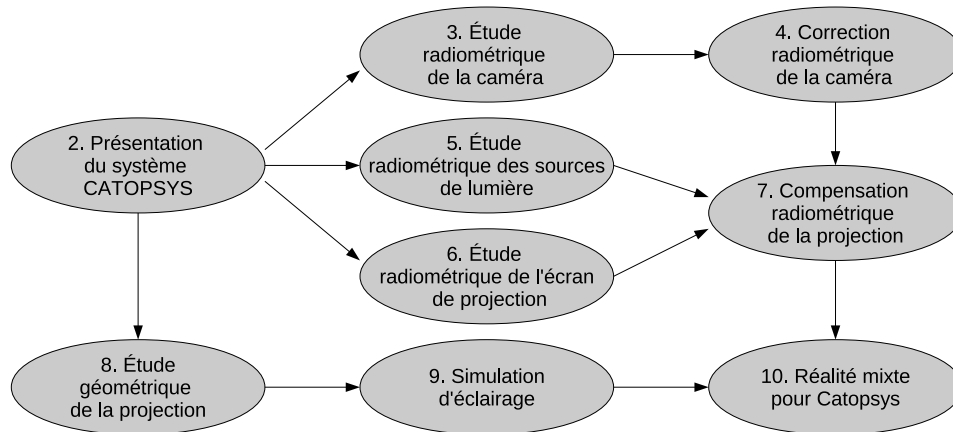 3. Étude
radiométrique
de la caméra
4. Correction
radiométrique
de la caméra
2. Présentation
du système
CATOPSYS
5. Étude
radiométrique des sources
de lumière
7. Compensation
radiométrique
de la projection
6. Étude
radiométrique de l'écran
de projection
8. Étude
géométrique
de la projection
9. Simulation
d'éclairage
10. Réalité mixte
pour Catopsys